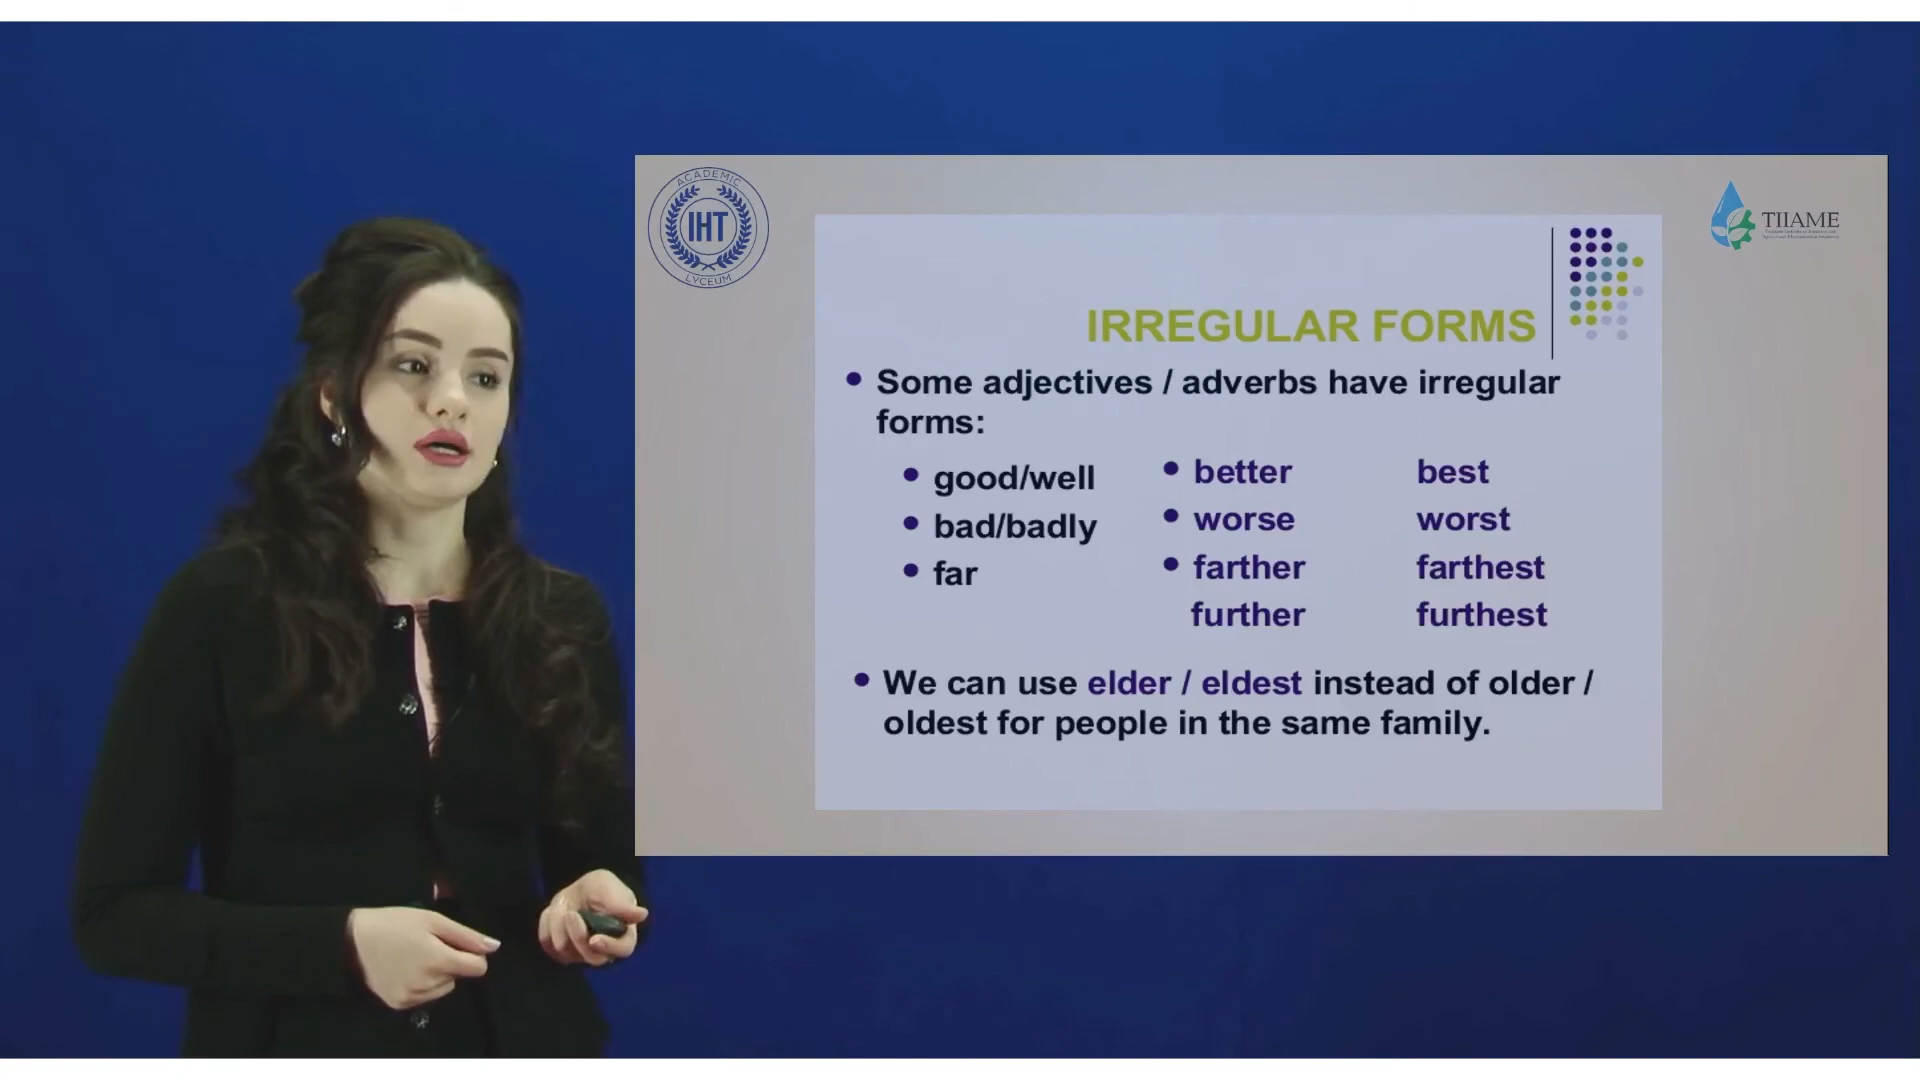 ACADEMIC
IHT
LYCEUM
TIIAME
IRREGULAR FORMS
Some adjectives / adverbs have irregular
forms:
good/well better best
bad/badly worse worst
far farther farthest
further furthest
We can use elder / eldest instead of older /
oldest for people in the same family.